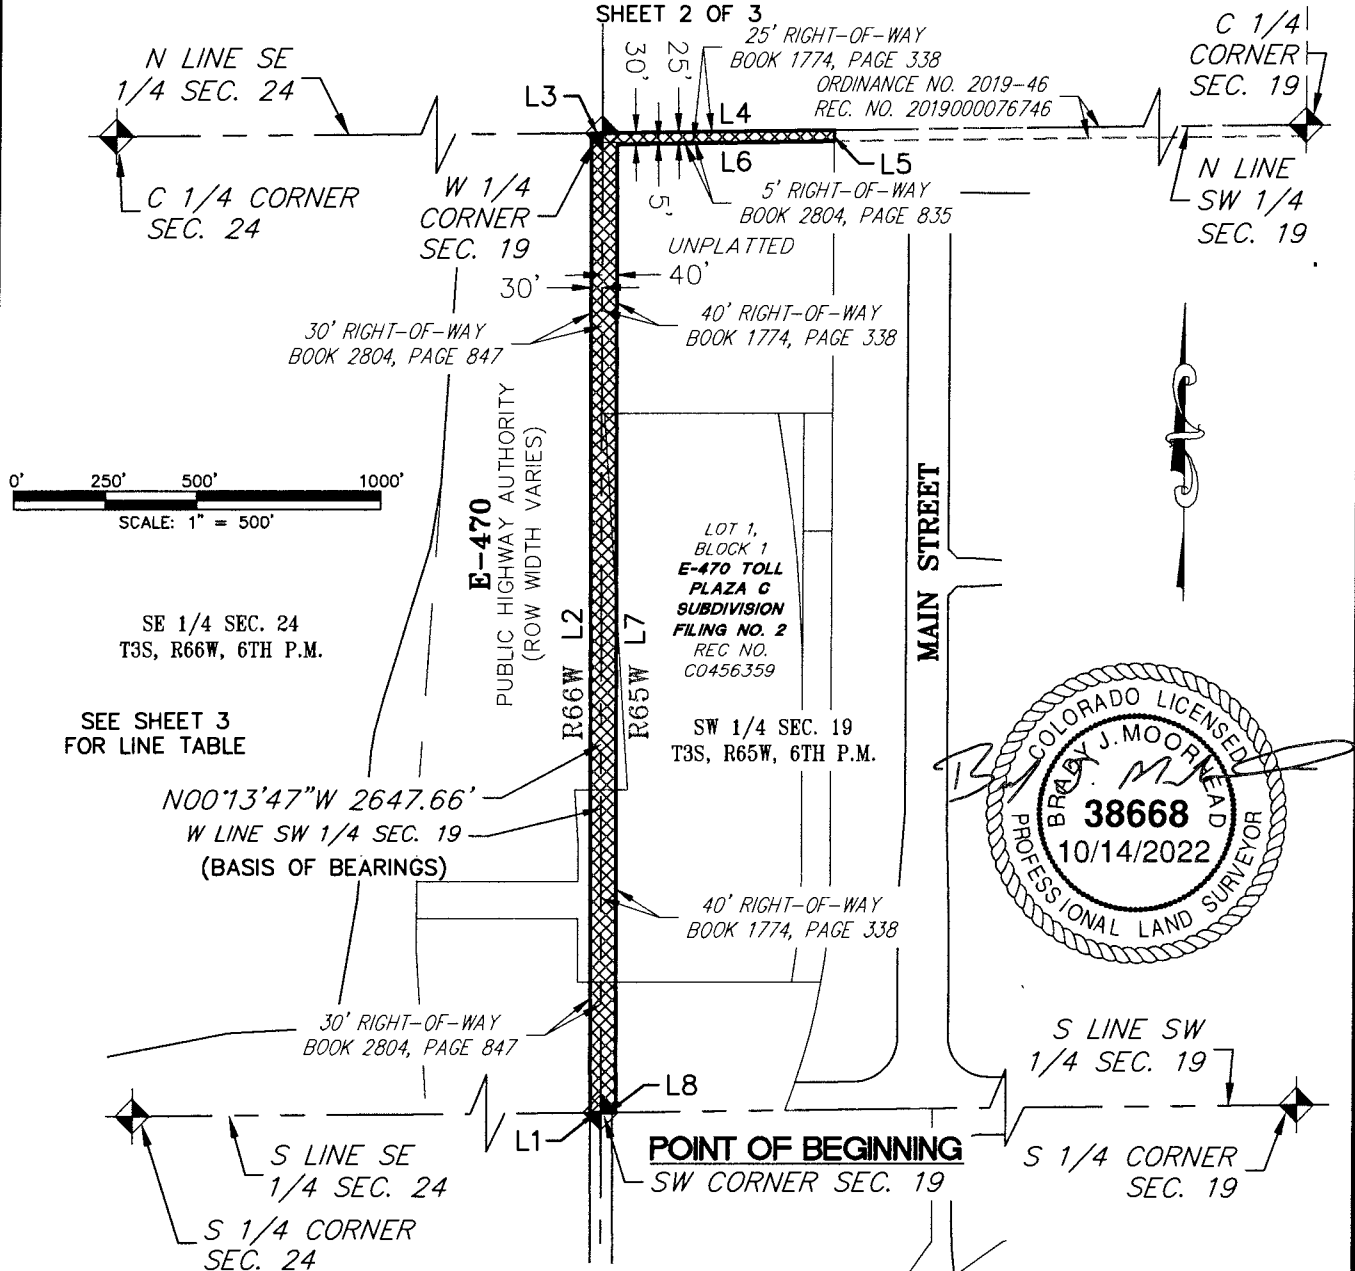 SHEET 2 OF 3
N LINE SE
1/4 SEC. 24
C 1/4 CORNER
SEC. 24
L3
30'
25'
25' RIGHT-OF-WAY
BOOK 1774, PAGE 338
ORDINANCE NO. 2019-46
REC. NO. 2019000076746
C 1/4
CORNER
SEC. 19
L4
L6
L5
5'
W 1/4
CORNER
SEC. 19
5' RIGHT-OF-WAY
BOOK 2804, PAGE 835
N LINE
SW 1/4
SEC. 19
UNPLATTED
30'
40'
30' RIGHT-OF-WAY
BOOK 2804, PAGE 847
40' RIGHT-OF-WAY
BOOK 1774, PAGE 338
0' 250' 500' 1000'
SCALE: 1" = 500'
E-470
PUBLIC HIGHWAY AUTHORITY
(ROW WIDTH VARIES)
LOT 1,
BLOCK 1
E-470 TOLL
PLAZA C
SUBDIVISION
FILING NO. 2
REC NO.
C0456359
MAIN STREET
SE 1/4 SEC. 24
T3S, R66W, 6TH P.M.
R66W L2
R65W L7
SW 1/4 SEC. 19
T3S, R65W, 6TH P.M.
SEE SHEET 3
FOR LINE TABLE
N00°13'47"W 2647.66'
W LINE SW 1/4 SEC. 19
(BASIS OF BEARINGS)
COLORADO LICENSED
BRADY J. MOORHEAD
38668
10/14/2022
PROFESSIONAL LAND SURVEYOR
40' RIGHT-OF-WAY
BOOK 1774, PAGE 338
30' RIGHT-OF-WAY
BOOK 2804, PAGE 847
S LINE SW
1/4 SEC. 19
L8
L1
POINT OF BEGINNING
SW CORNER SEC. 19
S LINE SE
1/4 SEC. 24
S 1/4 CORNER
SEC. 24
S 1/4 CORNER
SEC. 19